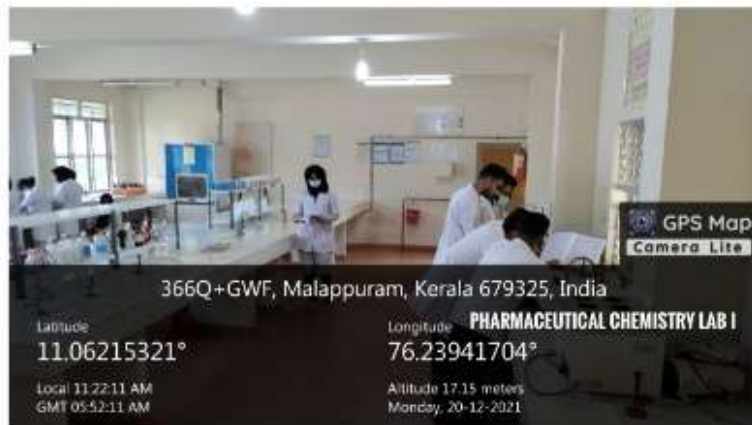 GPS Map
Camera Lite
366Q+GWF, Malappuram, Kerala 679325, India
Latitude
11.06215321°
Longitude
76.23941704°
PHARMACEUTICAL CHEMISTRY LAB I
Local 11:22:11 AM
GMT 05:52:11 AM
Altitude 17.15 meters
Monday, 20-12-2021